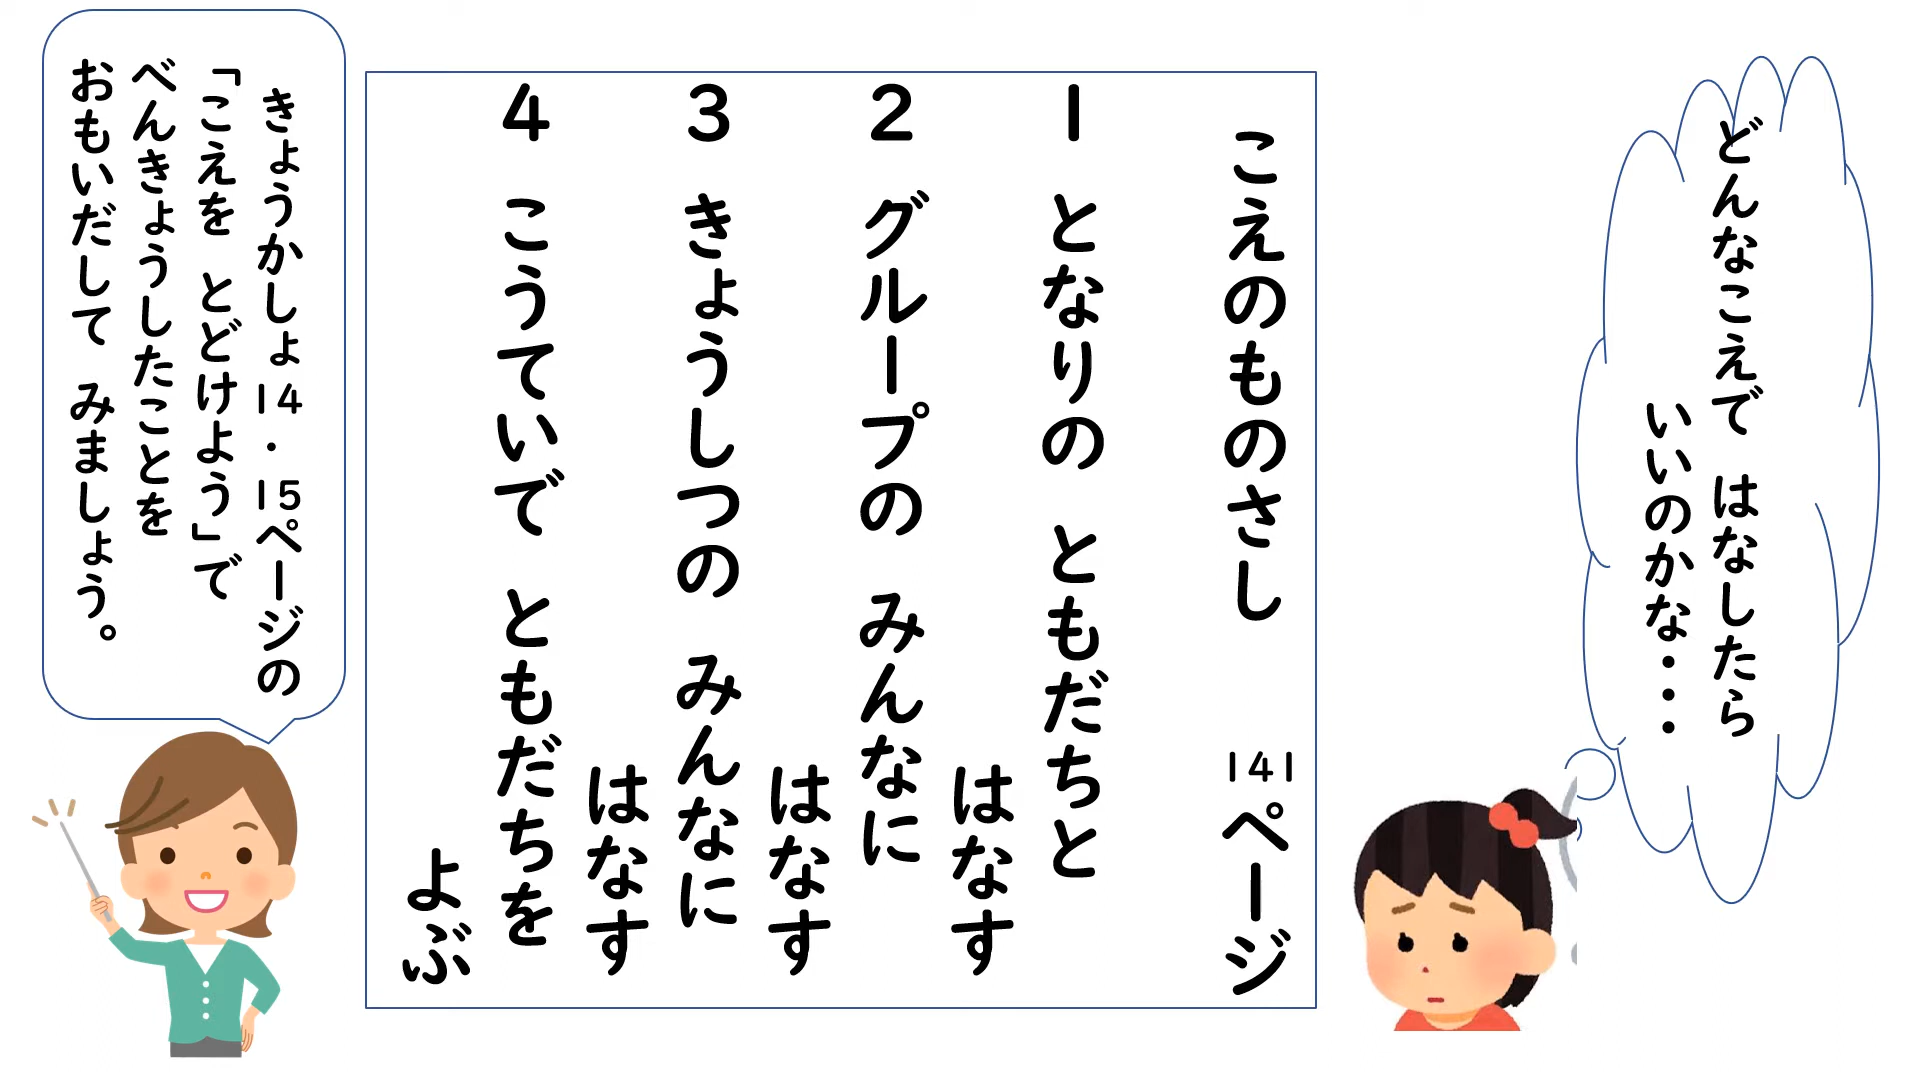 どんなこえで はなしたら
いいのかな・・・
こえのものさし 141ページ
1 となりの ともだちと
はなす
2 グループの みんなに
はなす
3 きょうしつの みんなに
はなす
4 こうていで ともだちを
よぶ
きょうかしょ14・15ページの
「こえを とどけよう」で
べんきょうしたことを
おもいだして みましょう。